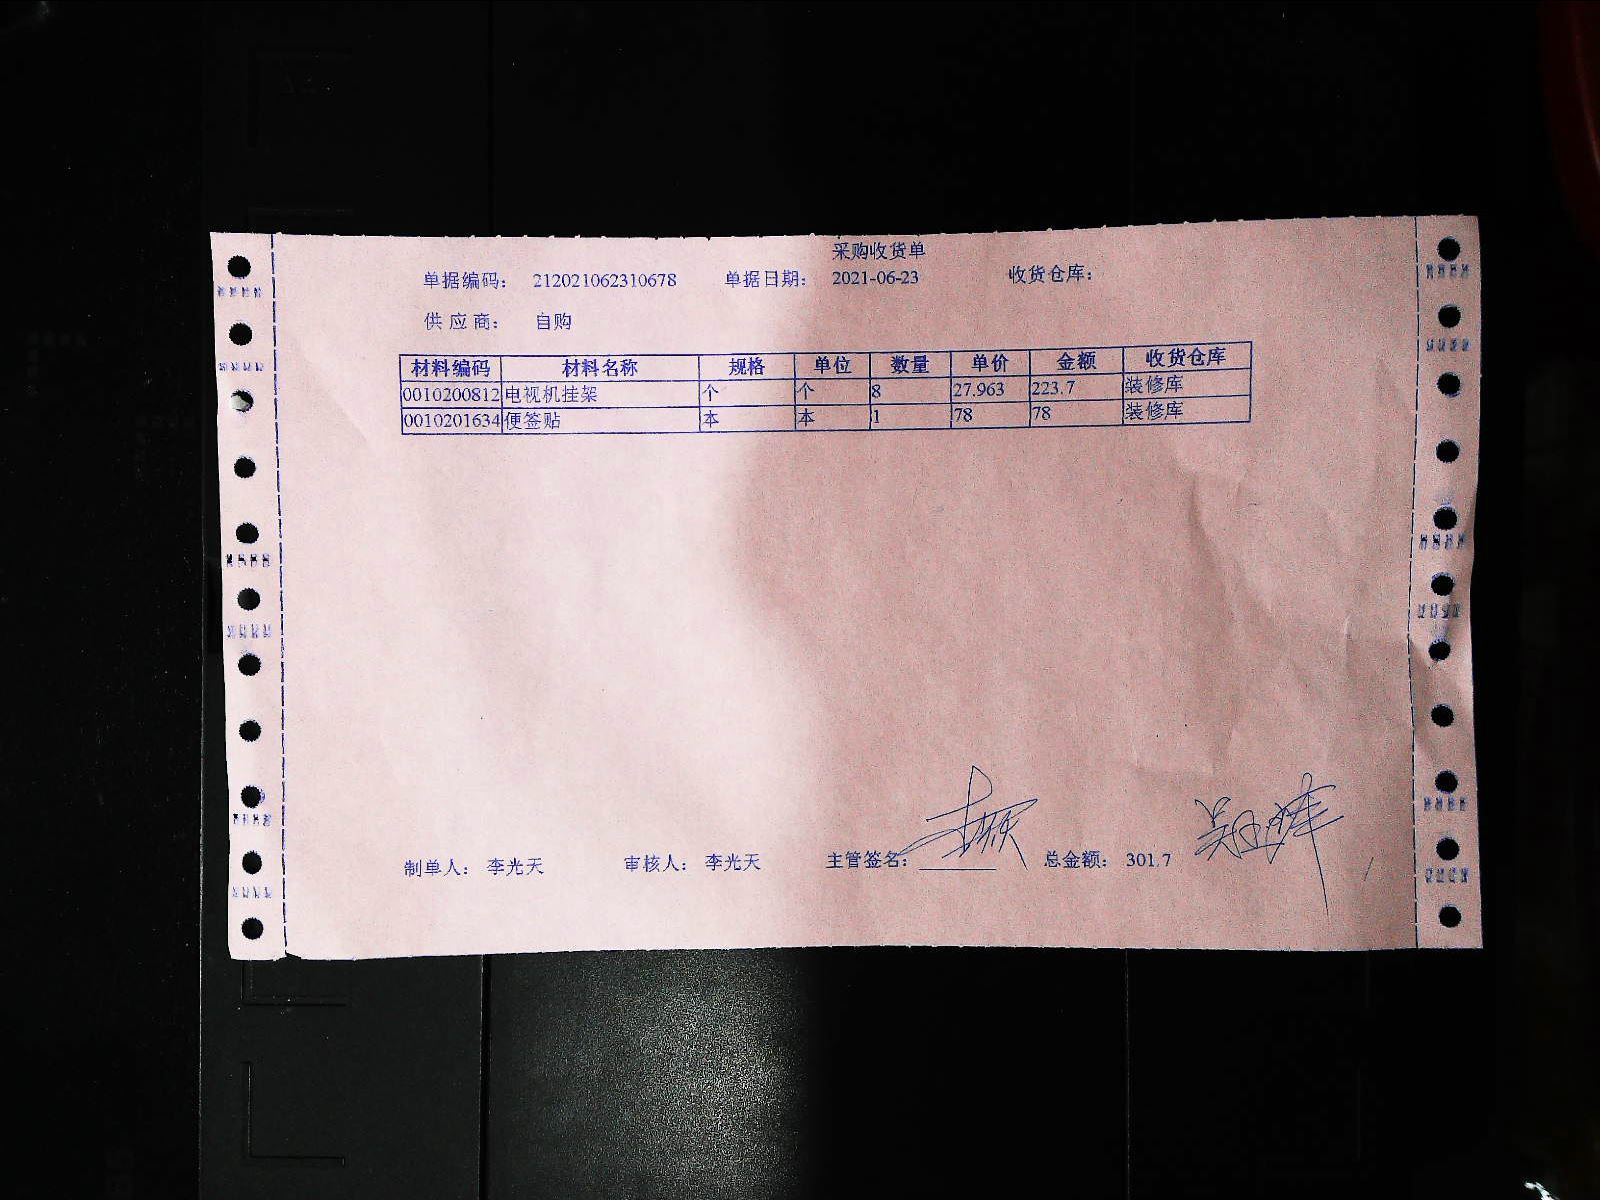 采购收货单
单据编码: 212021062310678 单据日期: 2021-06-23 收货仓库:
供应商: 自购
材料编码 材料名称 规格 单位 数量 单价 金额 收货仓库
0010200812 电视机挂架 个 个 8 27.963 223.7 装修库
0010201634 便签贴 本 本 1 78 78 装修库
制单人: 李光天 审核人: 李光天 主管签名: 总金额: 301.7